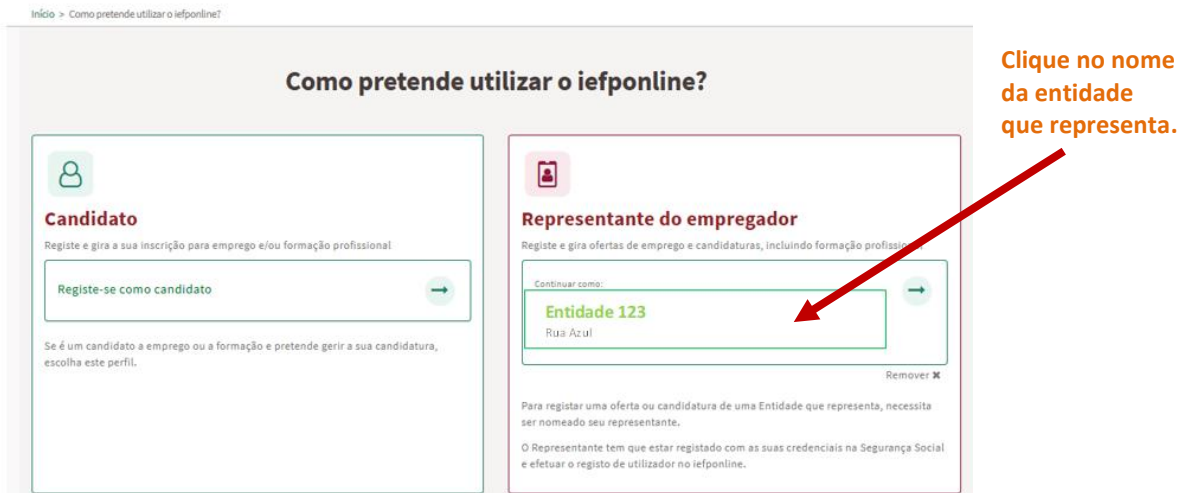 Início > Como pretende utilizar o iefponline?
Como pretende utilizar o iefponline?
Clique no nome
da entidade
que representa.
Candidato
Registe e gira a sua inscrição para emprego e/ou formação profissional
Registe-se como candidato
Se é um candidato a emprego ou a formação e pretende gerir a sua candidatura,
escolha este perfil.
Representante do empregador
Registe e gira ofertas de emprego e candidaturas, incluindo formação
Continuar como:
Entidade 123
Rua Azul
Remover ✖
Para registar uma oferta ou candidatura de uma Entidade que representa, necessita
ser nomeado seu representante.
O Representante tem que estar registado com as suas credenciais na Segurança Social
e efetuar o registo de utilizador no iefponline.